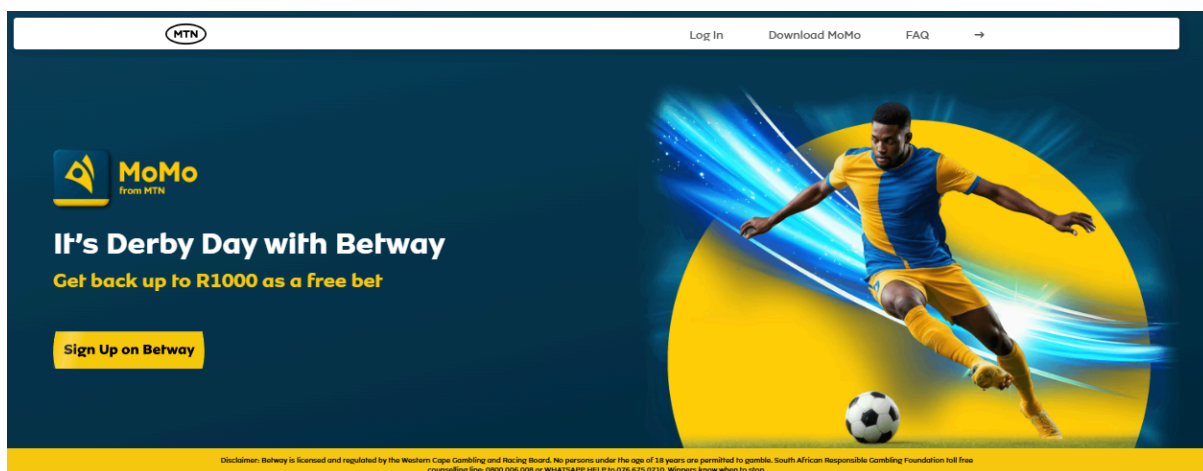 MTN
Log In Download MoMo FAQ →
MoMo
from MTN
It's Derby Day with Betway
Get back up to R1000 as a free bet
Sign Up on Betway
Disclaimer: Betway is licensed and regulated by the Western Cape Gambling and Racing Board. No persons under the age of 18 years are permitted to gamble. South African Responsible Gambling Foundation toll free
counselling line: 0800 006 008 or WHATSAPP HELP to 076 675 0710. Winners know when to stop